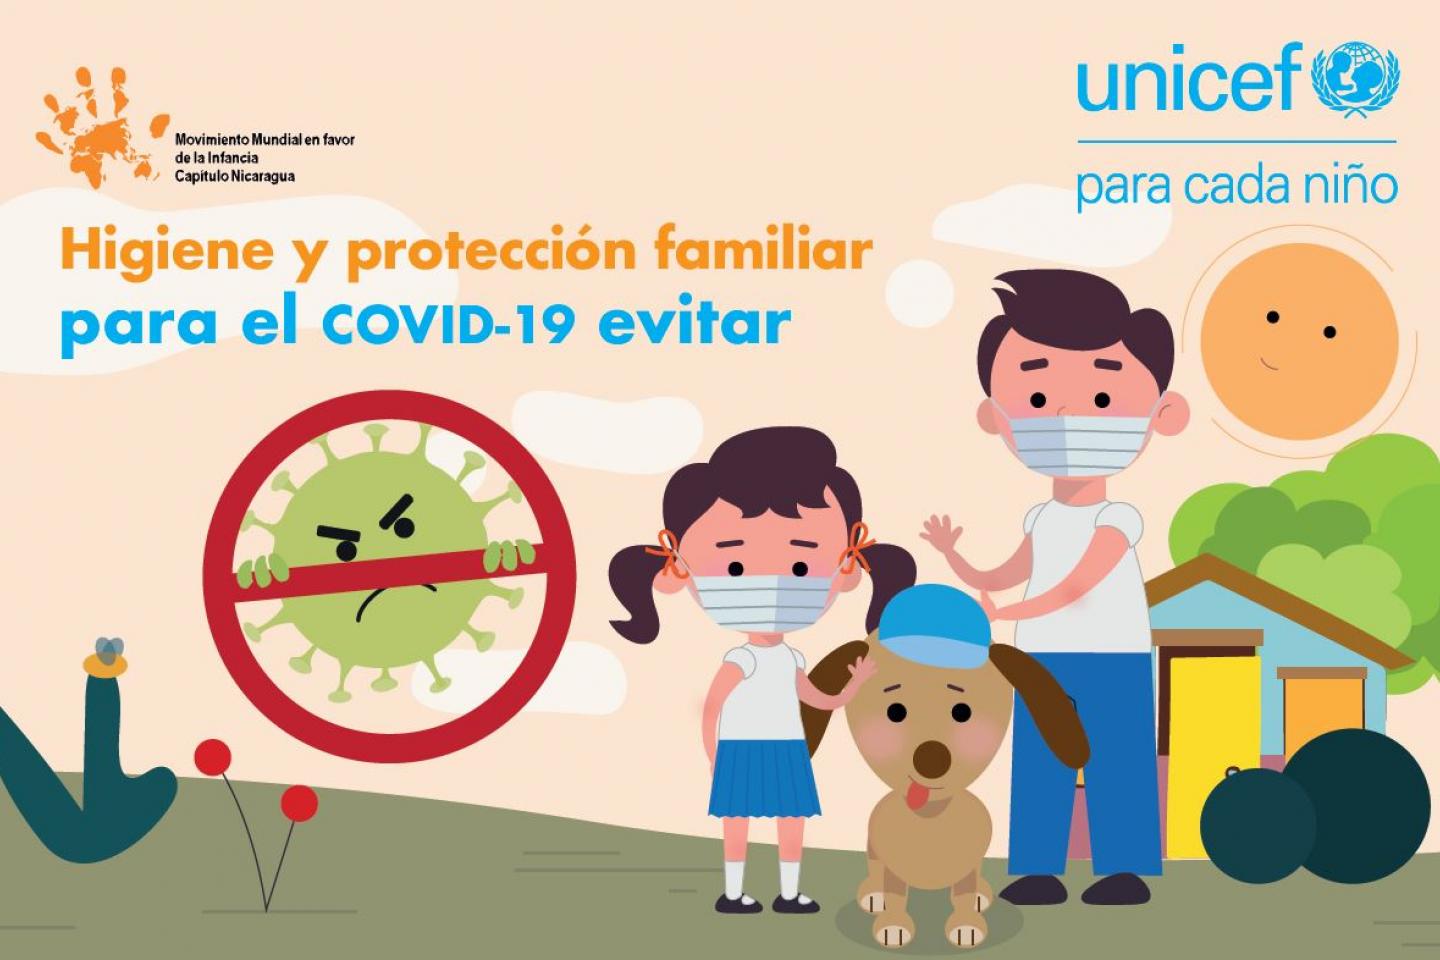 Movimiento Mundial en favor
de la Infancia
Capítulo Nicaragua
unicef
para cada niño
Higiene y protección familiar
para el COVID-19 evitar